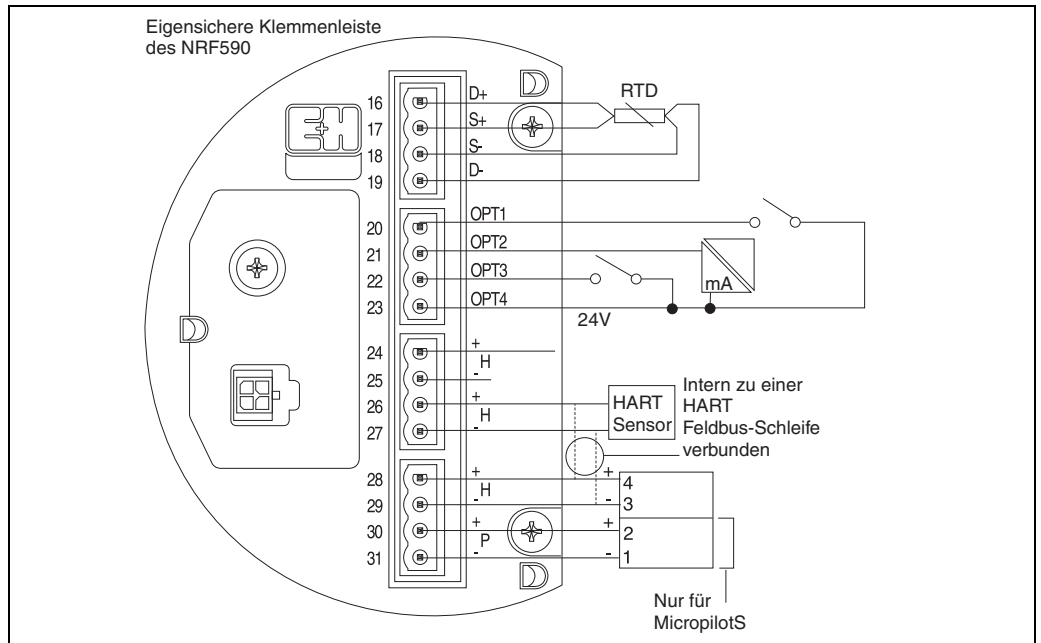 Eigensichere Klemmenleiste
des NRF590
RTD
16 D+
17 S+
18 S-
19 D-
20 OPT1
21 OPT2
22 OPT3
23 OPT4
mA
24V
24 +
H
25 -
26 +
H
27 -
HART
Sensor
Intern zu einer
HART
Feldbus-Schleife
verbunden
28 + + 4
H
29 - - 3
30 + + 2
P
31 - - 1
Nur für
MicropilotS
EH